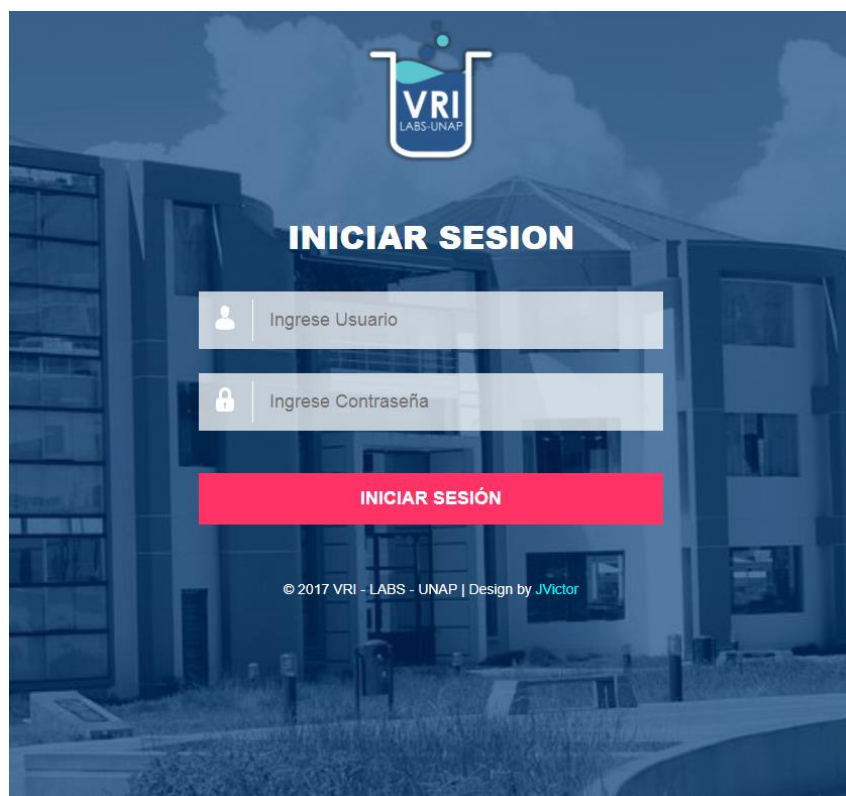 VRI
LABS-UNAP
INICIAR SESION
Ingrese Usuario
Ingrese Contraseña
INICIAR SESIÓN
© 2017 VRI - LABS - UNAP | Design by JVictor